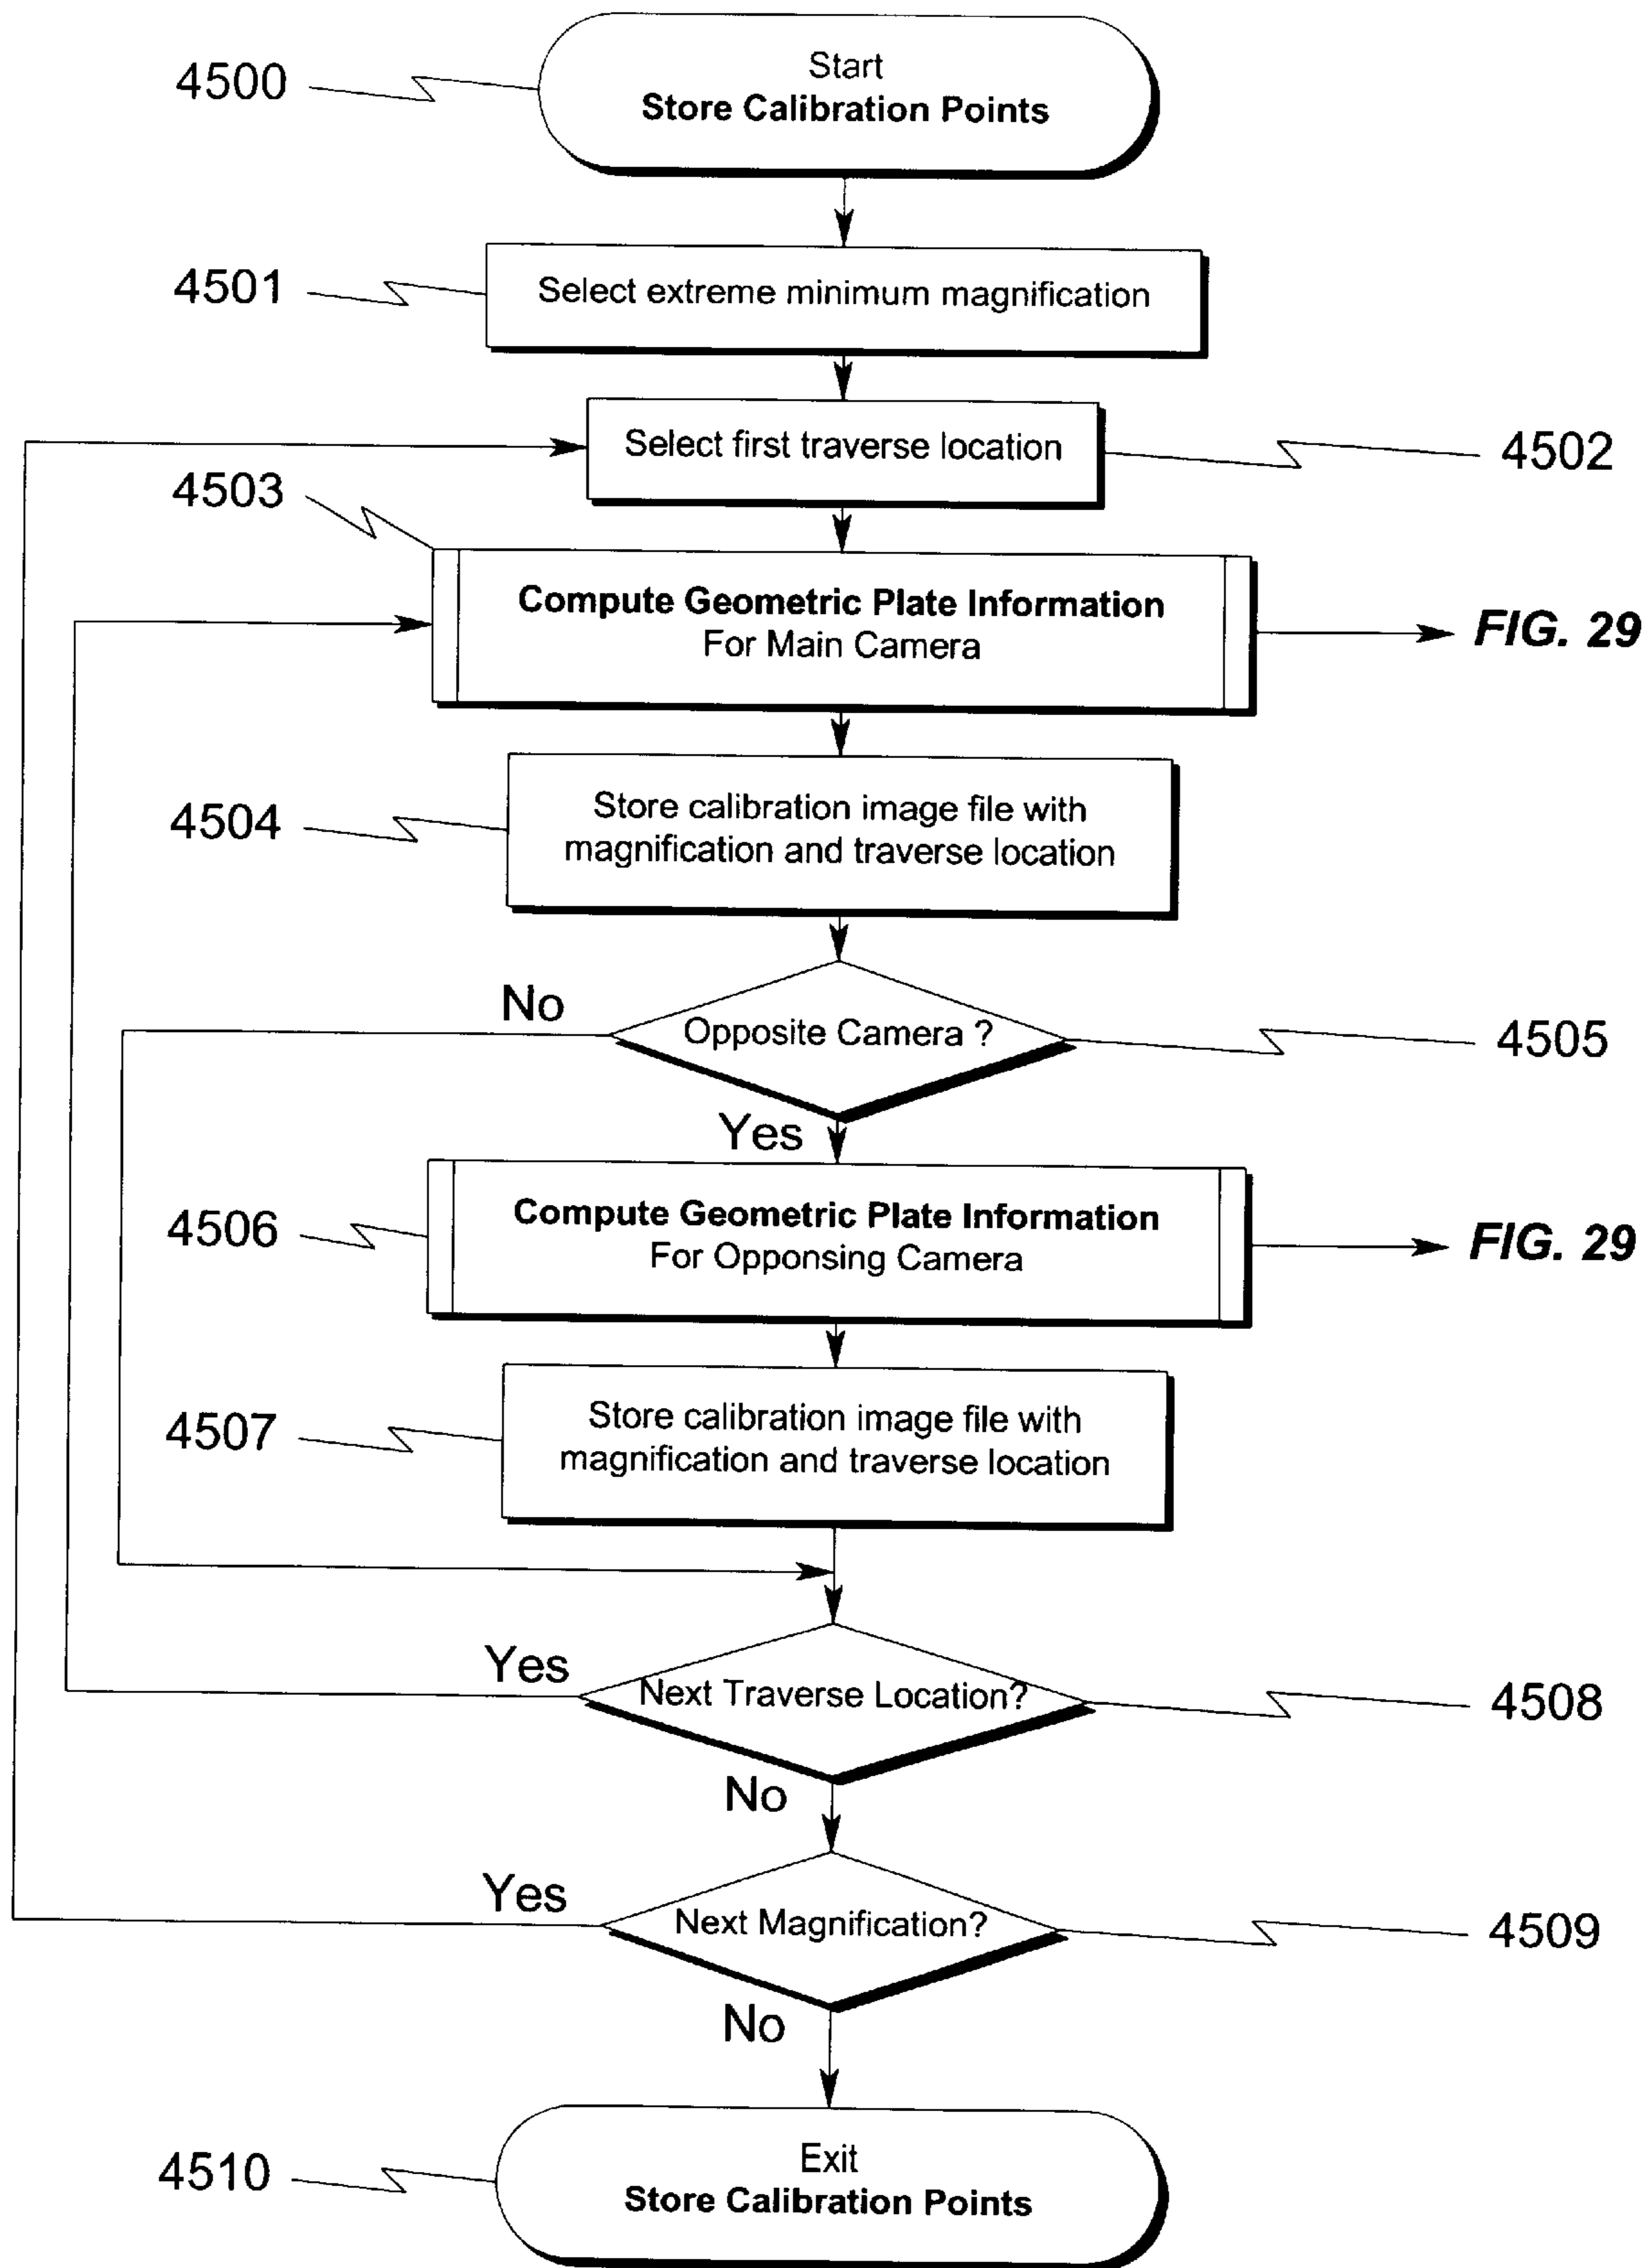 4500
Start
Store Calibration Points
4501
Select extreme minimum magnification
Select first traverse location
4502
4503
Compute Geometric Plate Information
For Main Camera
FIG. 29
4504
Store calibration image file with
magnification and traverse location
No
Opposite Camera ?
4505
Yes
4506
Compute Geometric Plate Information
For Opponsing Camera
FIG. 29
4507
Store calibration image file with
magnification and traverse location
Yes
Next Traverse Location?
4508
No
Yes
Next Magnification?
4509
No
4510
Exit
Store Calibration Points